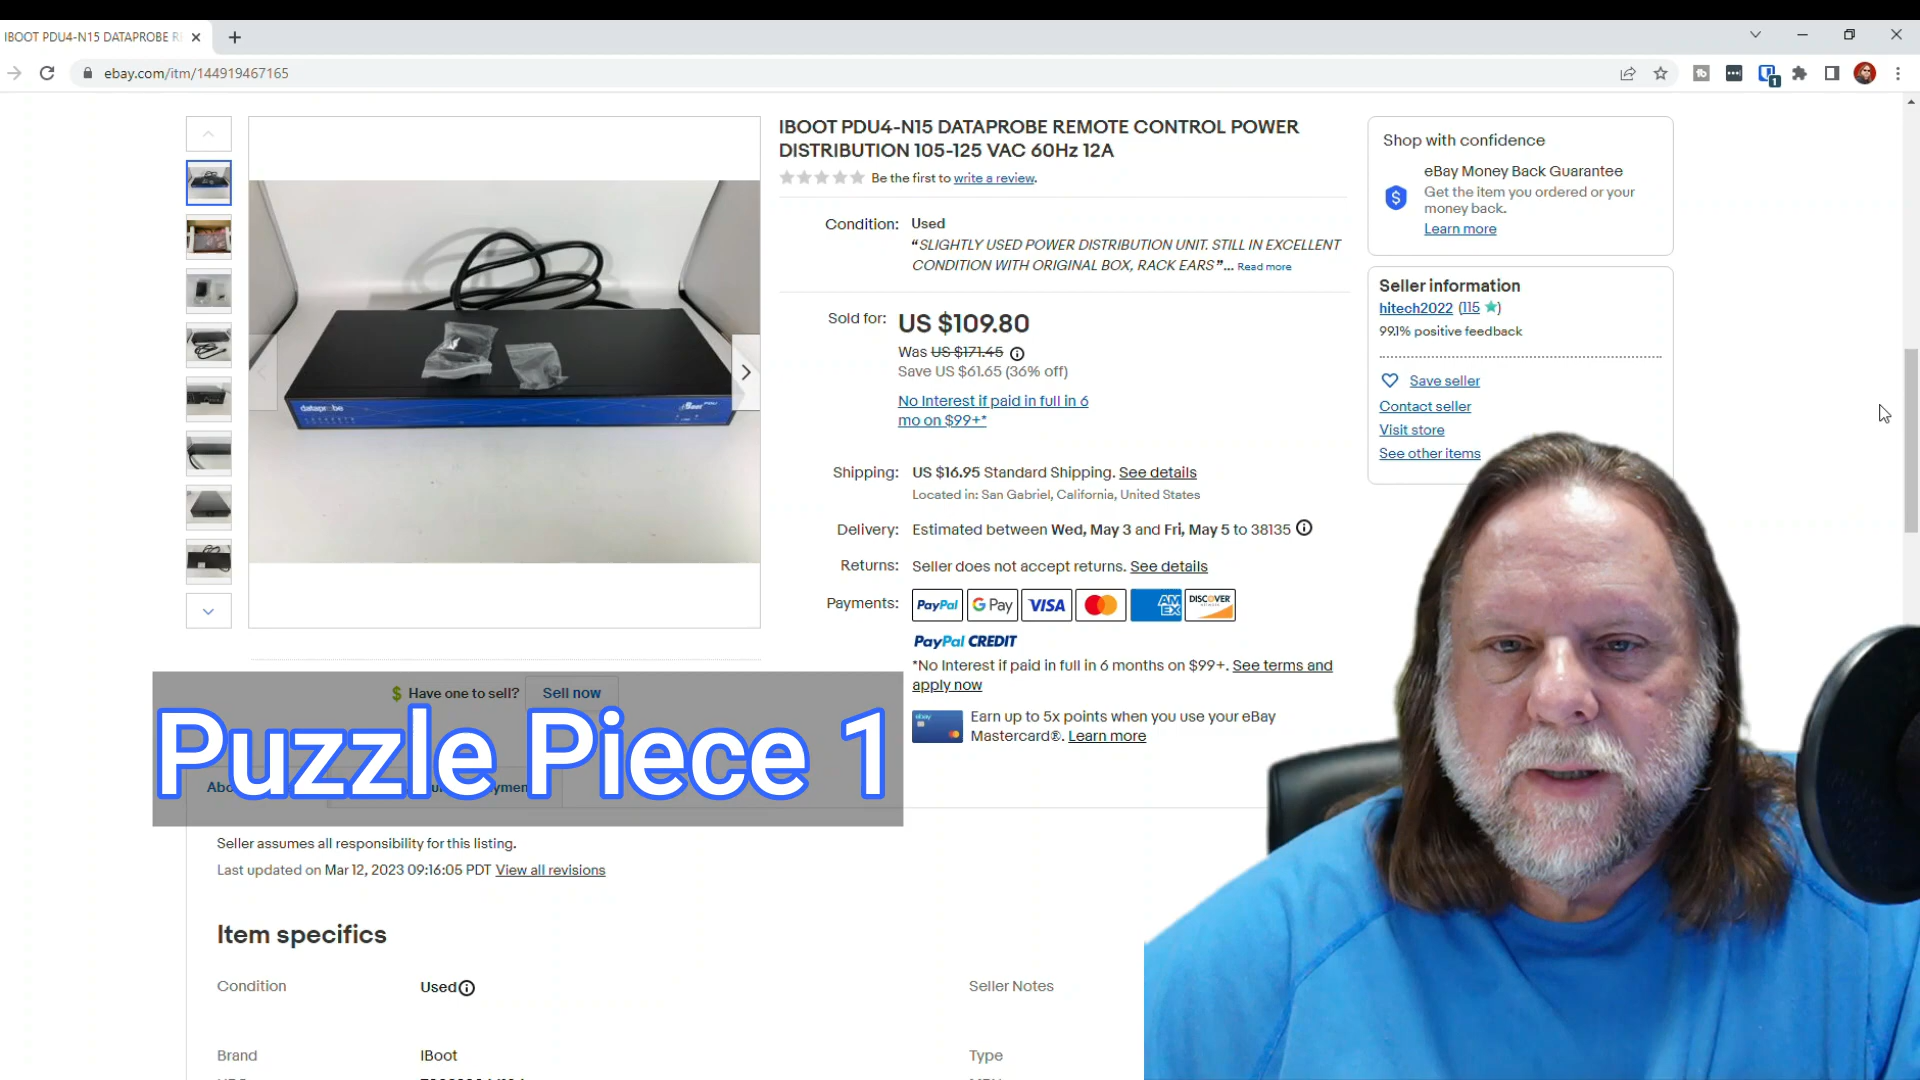 IBOOT PDU4-N15 DATAPROBE R
ebay.com/itm/144919467165
1
IBOOT PDU4-N15 DATAPROBE REMOTE CONTROL POWER
DISTRIBUTION 105-125 VAC 60Hz 12A
Be the first to write a review.
Condition: Used
“SLIGHTLY USED POWER DISTRIBUTION UNIT. STILL IN EXCELLENT
CONDITION WITH ORIGINAL BOX, RACK EARS”... Read more
Sold for: US $109.80
Was US $171.45
Save US $61.65 (36% off)
No Interest if paid in full in 6
mo on $99+*
Shipping: US $16.95 Standard Shipping. See details
Located in: San Gabriel, California, United States
Delivery: Estimated between Wed, May 3 and Fri, May 5 to 38135
Returns: Seller does not accept returns. See details
Payments: PayPal G Pay VISA AM EX DISCOVER
PayPal CREDIT
*No Interest if paid in full in 6 months on $99+. See terms and
apply now
ebay
Earn up to 5x points when you use your eBay
Mastercard®. Learn more
Shop with confidence
eBay Money Back Guarantee
Get the item you ordered or your
money back.
Learn more
Seller information
hitech2022 (115)
99.1% positive feedback
Save seller
Contact seller
Visit store
See other items
dataprobe
iBoot PDU
$ Have one to sell? Sell now
Puzzle Piece 1
Seller assumes all responsibility for this listing.
Last updated on Mar 12, 2023 09:16:05 PDT View all revisions
Item specifics
Condition Used
Seller Notes
Brand IBoot
Type